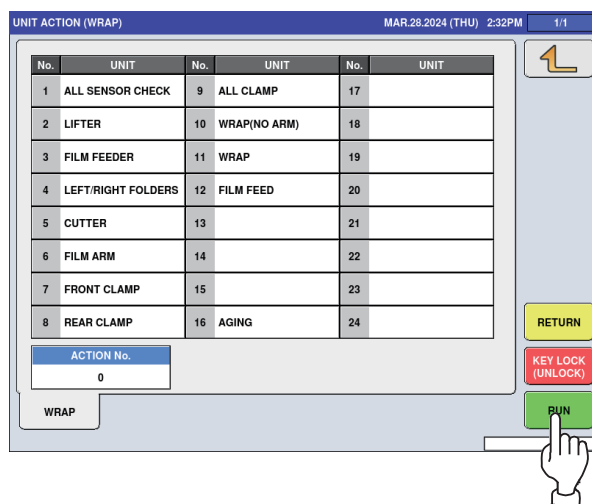 UNIT ACTION (WRAP) MAR.28.2024 (THU) 2:32PM 1/1
No. UNIT No. UNIT No. UNIT
1 ALL SENSOR CHECK 9 ALL CLAMP 17
2 LIFTER 10 WRAP(NO ARM) 18
3 FILM FEEDER 11 WRAP 19
4 LEFT/RIGHT FOLDERS 12 FILM FEED 20
5 CUTTER 13 21
6 FILM ARM 14 22
7 FRONT CLAMP 15 23
8 REAR CLAMP 16 AGING 24
RETURN
ACTION No.
0
KEY LOCK
(UNLOCK)
WRAP
RUN